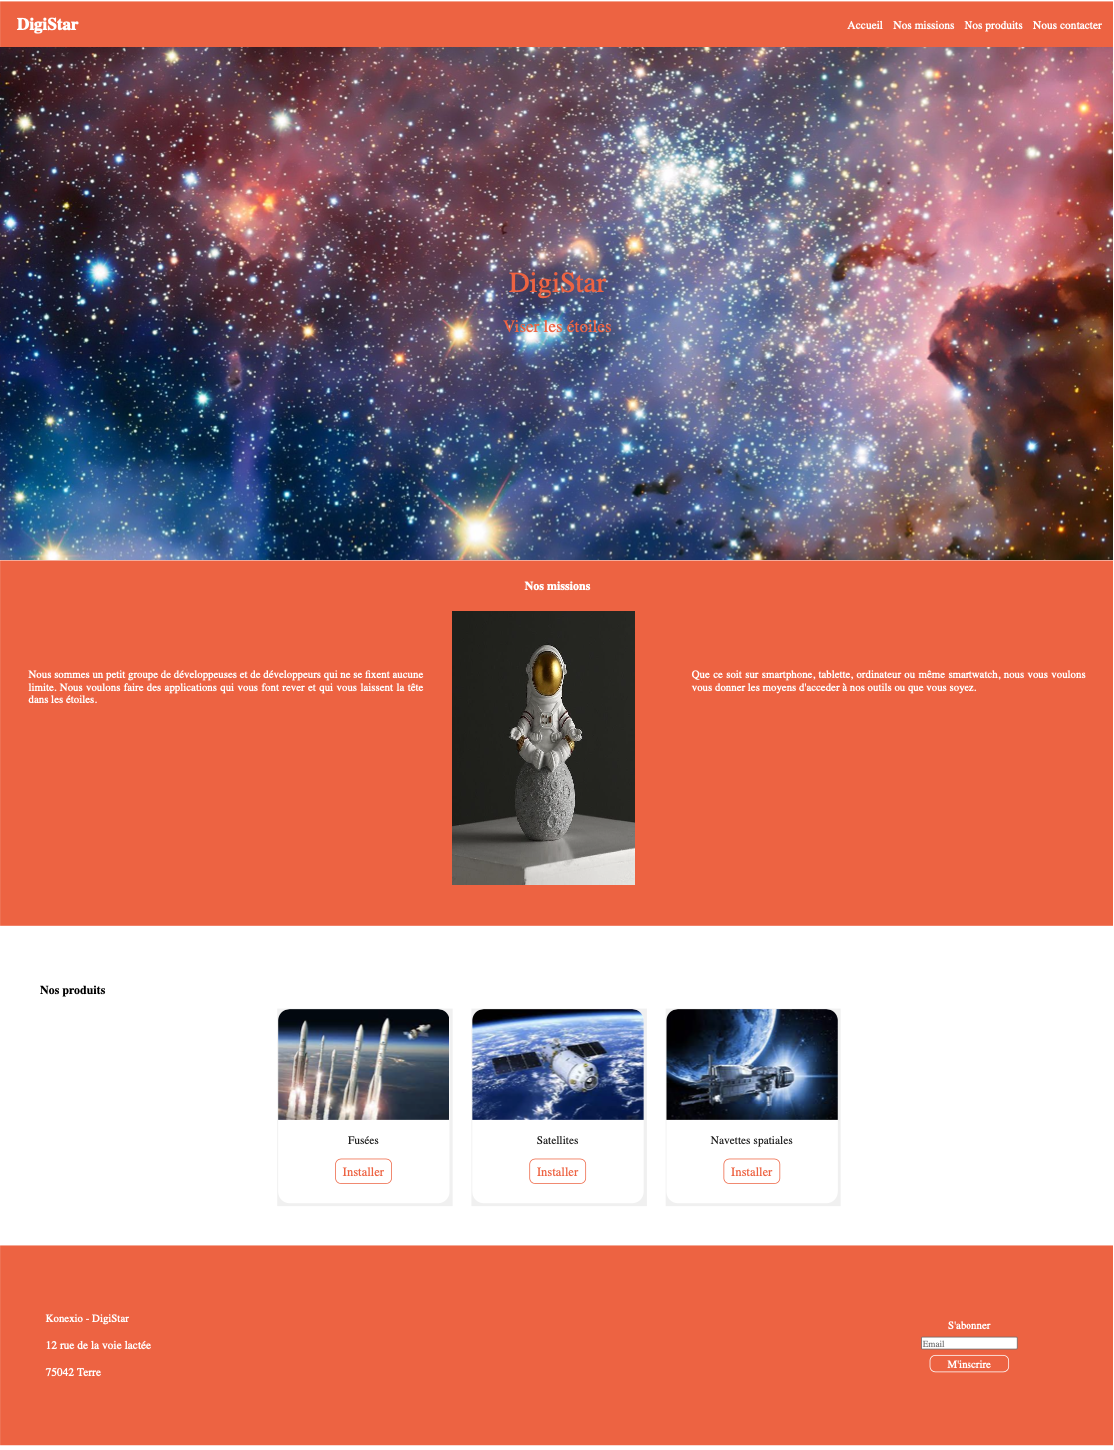 DigiStar
Accueil Nos missions Nos produits Nous contacter
DigiStar
Viser les étoiles
Nos missions
Nous sommes un petit groupe de développeuses et de développeurs qui ne se fixent aucune
limite. Nous voulons faire des applications qui vous font rever et qui vous laissent la tête
dans les étoiles.
Que ce soit sur smartphone, tablette, ordinateur ou même smartwatch, nous vous voulons
vous donner les moyens d'acceder à nos outils ou que vous soyez.
Nos produits
Fusées
Installer
Satellites
Installer
Navettes spatiales
Installer
Konexio - DigiStar
12 rue de la voie lactée
75042 Terre
S'abonner
Email
M'inscrire